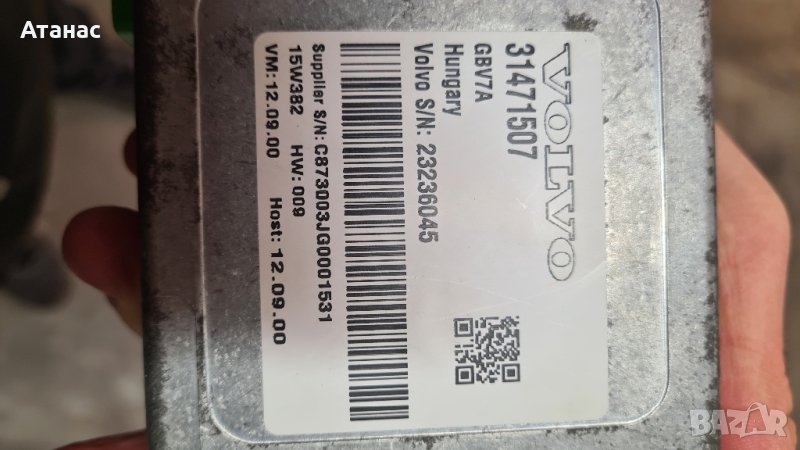 Атанас
VOLVO
31471507
GBV7A
Hungary
Volvo S/N: 23236045
Supplier S/N: C873003JG0001531
15W382 HW: 009
VM:12.09.00 Host: 12.09.00
BAZAR